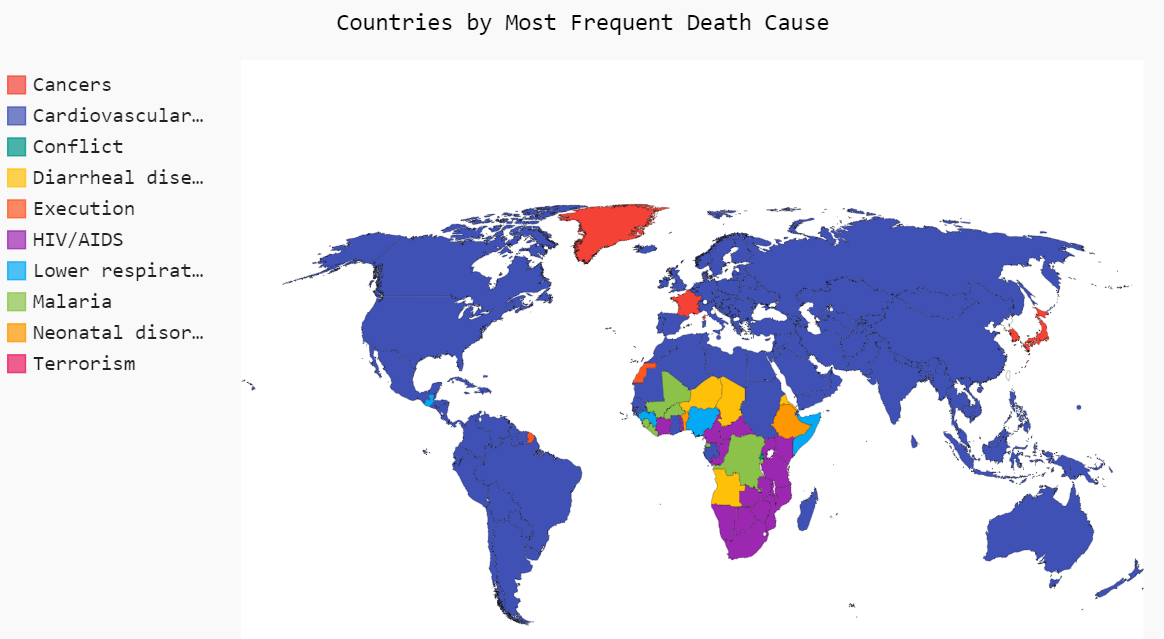 Countries by Most Frequent Death Cause
Cancers
Cardiovascular…
Conflict
Diarrheal dise…
Execution
HIV/AIDS
Lower respirat…
Malaria
Neonatal disor…
Terrorism